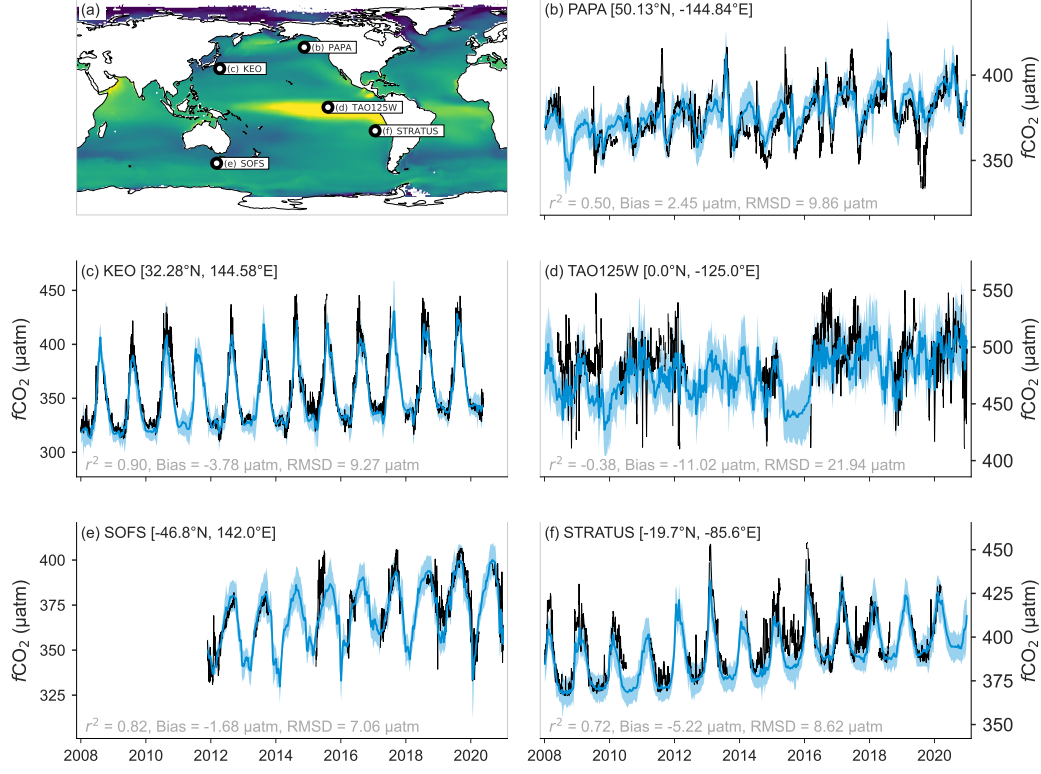 (a)
(b) PAPA
(c) KEO
(d) TAO125W
(f) STRATUS
(e) SOFS
(b) PAPA [50.13°N, -144.84°E]
400
350
fCO2 (μatm)
r² = 0.50, Bias = 2.45 μatm, RMSD = 9.86 μatm
(c) KEO [32.28°N, 144.58°E]
450
400
350
300
fCO2 (μatm)
r² = 0.90, Bias = -3.78 μatm, RMSD = 9.27 μatm
(d) TAO125W [0.0°N, -125.0°E]
550
500
450
400
fCO2 (μatm)
r² = -0.38, Bias = -11.02 μatm, RMSD = 21.94 μatm
(e) SOFS [-46.8°N, 142.0°E]
400
375
350
325
fCO2 (μatm)
r² = 0.82, Bias = -1.68 μatm, RMSD = 7.06 μatm
2008 2010 2012 2014 2016 2018 2020
(f) STRATUS [-19.7°N, -85.6°E]
450
425
400
375
350
fCO2 (μatm)
r² = 0.72, Bias = -5.22 μatm, RMSD = 8.62 μatm
2008 2010 2012 2014 2016 2018 2020